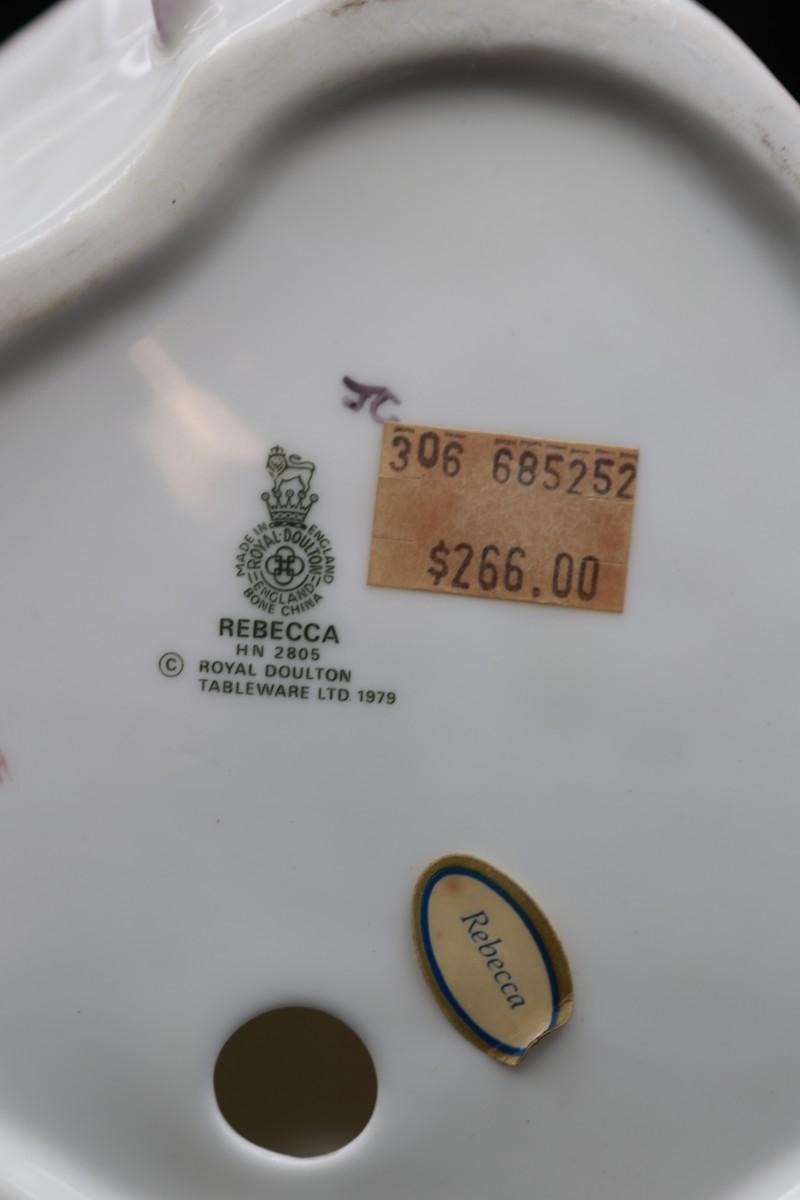 JC
306 685252
$266.00
MADE IN ENGLAND
ROYAL·DOULTON
ENGLAND
BONE CHINA
REBECCA
HN 2805
© ROYAL DOULTON
TABLEWARE LTD. 1979
Rebecca